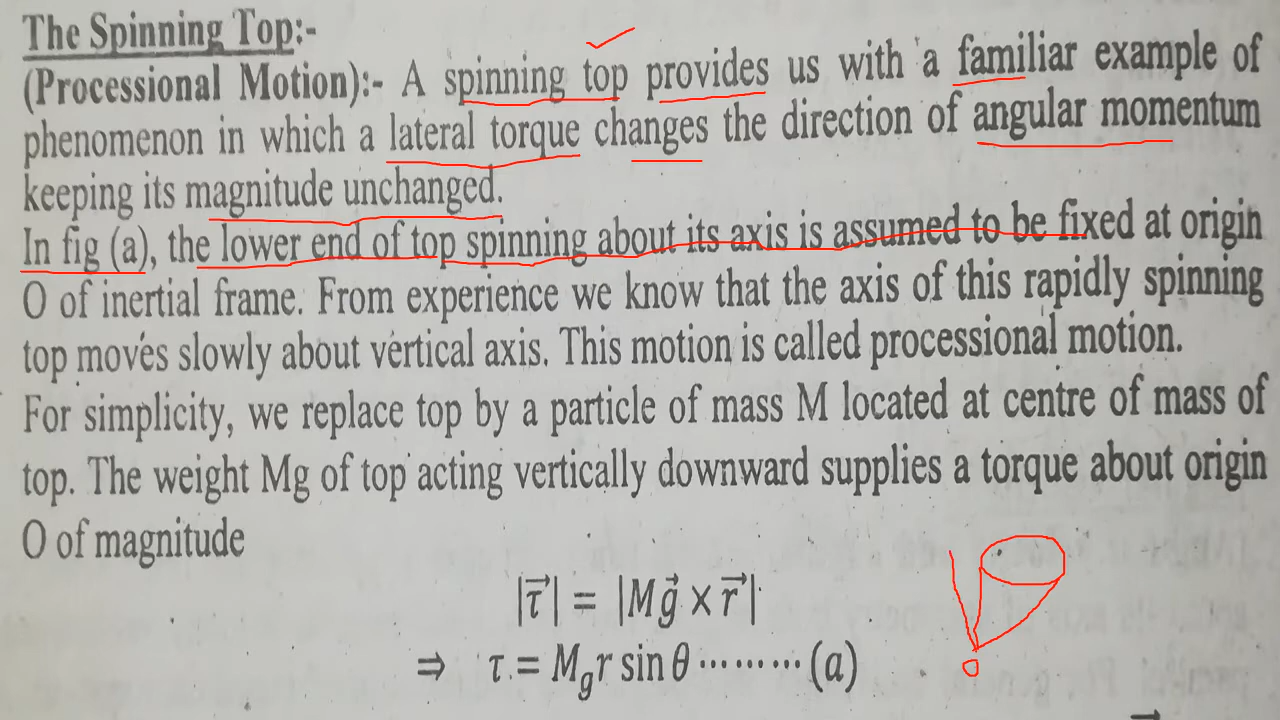 The Spinning Top:-
(Processional Motion):- A spinning top provides us with a familiar example of
phenomenon in which a lateral torque changes the direction of angular momentum
keeping its magnitude unchanged.
In fig (a), the lower end of top spinning about its axis is assumed to be fixed at origin
O of inertial frame. From experience we know that the axis of this rapidly spinning
top moves slowly about vertical axis. This motion is called processional motion.
For simplicity, we replace top by a particle of mass M located at centre of mass of
top. The weight Mg of top acting vertically downward supplies a torque about origin
O of magnitude
|τ⃗| = |Mg⃗ × r⃗|
⇒ τ = M_g r sin θ ········· (a)